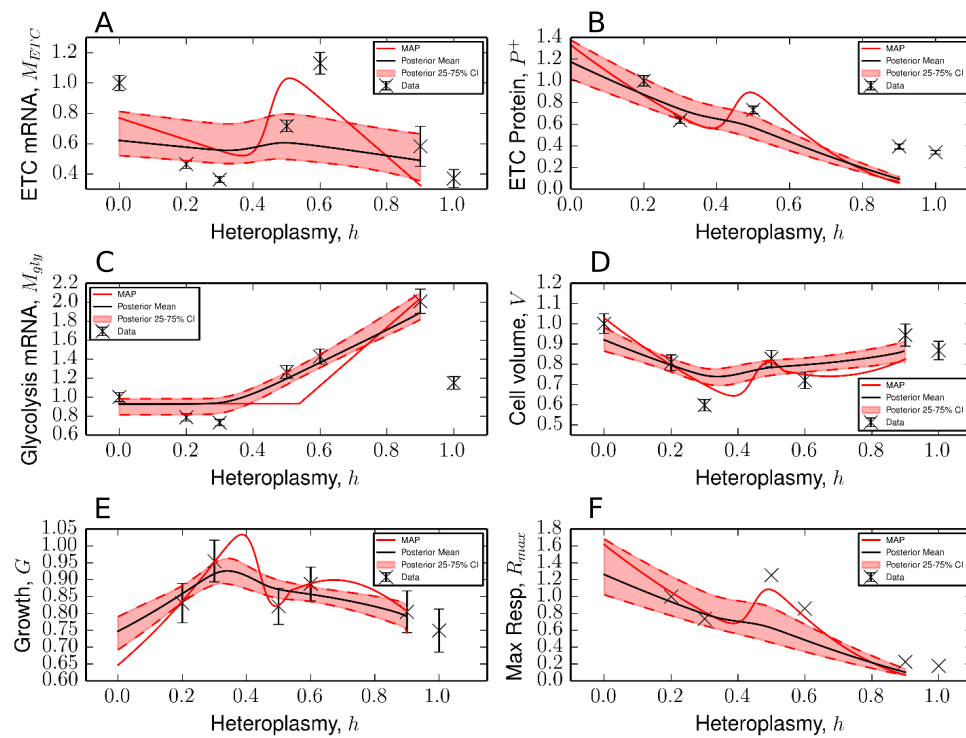 A
ETC mRNA, M_ETC
1.2
1.0
0.8
0.6
0.4
0.0 0.2 0.4 0.6 0.8 1.0
Heteroplasmy, h
MAP
Posterior Mean
Posterior 25-75% CI
Data
B
ETC Protein, P^+
1.4
1.2
1.0
0.8
0.6
0.4
0.2
0.0
0.0 0.2 0.4 0.6 0.8 1.0
Heteroplasmy, h
MAP
Posterior Mean
Posterior 25-75% CI
Data
C
Glycolysis mRNA, M_gly
2.2
2.0
1.8
1.6
1.4
1.2
1.0
0.8
0.6
0.0 0.2 0.4 0.6 0.8 1.0
Heteroplasmy, h
MAP
Posterior Mean
Posterior 25-75% CI
Data
D
Cell volume, V
1.2
1.1
1.0
0.9
0.8
0.7
0.6
0.5
0.0 0.2 0.4 0.6 0.8 1.0
Heteroplasmy, h
MAP
Posterior Mean
Posterior 25-75% CI
Data
E
Growth, G
1.05
1.00
0.95
0.90
0.85
0.80
0.75
0.70
0.65
0.60
0.0 0.2 0.4 0.6 0.8 1.0
Heteroplasmy, h
MAP
Posterior Mean
Posterior 25-75% CI
Data
F
Max Resp., R_max
1.8
1.6
1.4
1.2
1.0
0.8
0.6
0.4
0.2
0.0
0.0 0.2 0.4 0.6 0.8 1.0
Heteroplasmy, h
MAP
Posterior Mean
Posterior 25-75% CI
Data